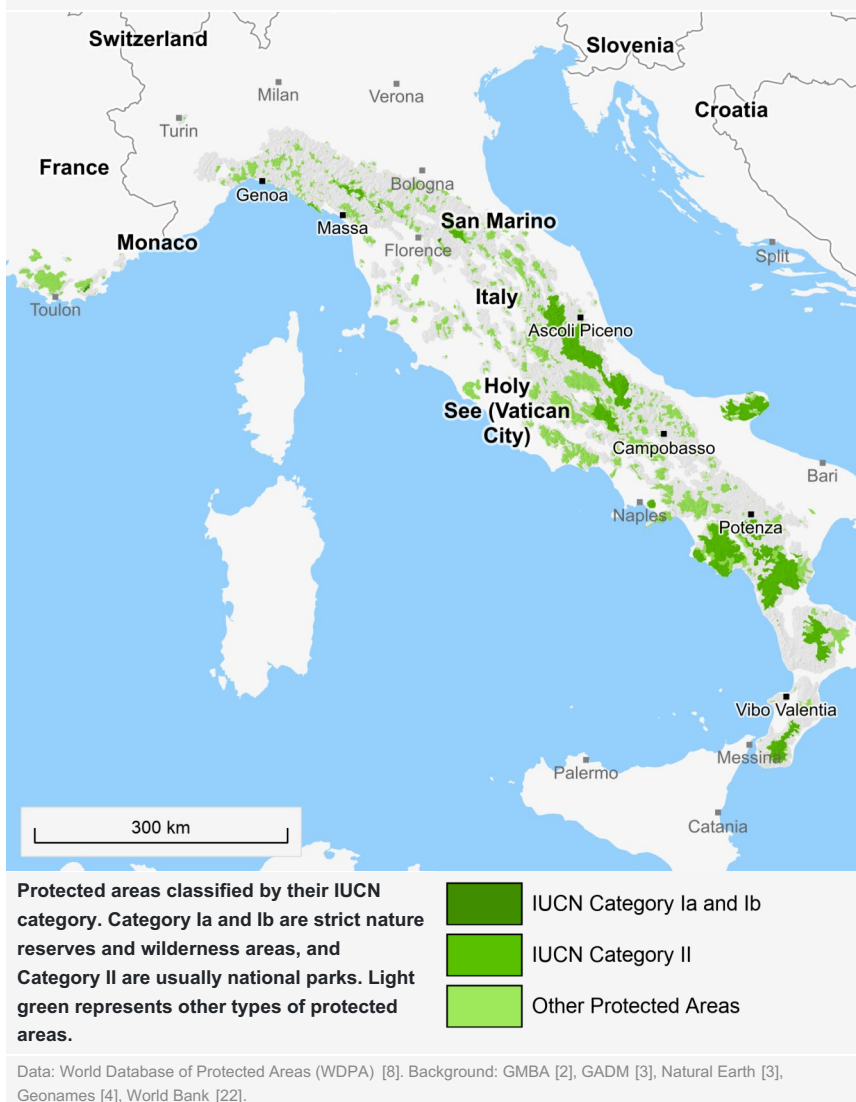 Switzerland
Slovenia
Milan
Verona
Croatia
Turin
France
Bologna
Genoa
Massa
San Marino
Monaco
Florence
Split
Toulon
Italy
Ascoli Piceno
Holy
See (Vatican
City)
Campobasso
Bari
Naples
Potenza
Vibo Valentia
Messina
Palermo
Catania
300 km
Protected areas classified by their IUCN
category. Category Ia and Ib are strict nature
reserves and wilderness areas, and
Category II are usually national parks. Light
green represents other types of protected
areas.
IUCN Category Ia and Ib
IUCN Category II
Other Protected Areas
Data: World Database of Protected Areas (WDPA) [8]. Background: GMBA [2], GADM [3], Natural Earth [3],
Geonames [4], World Bank [22].